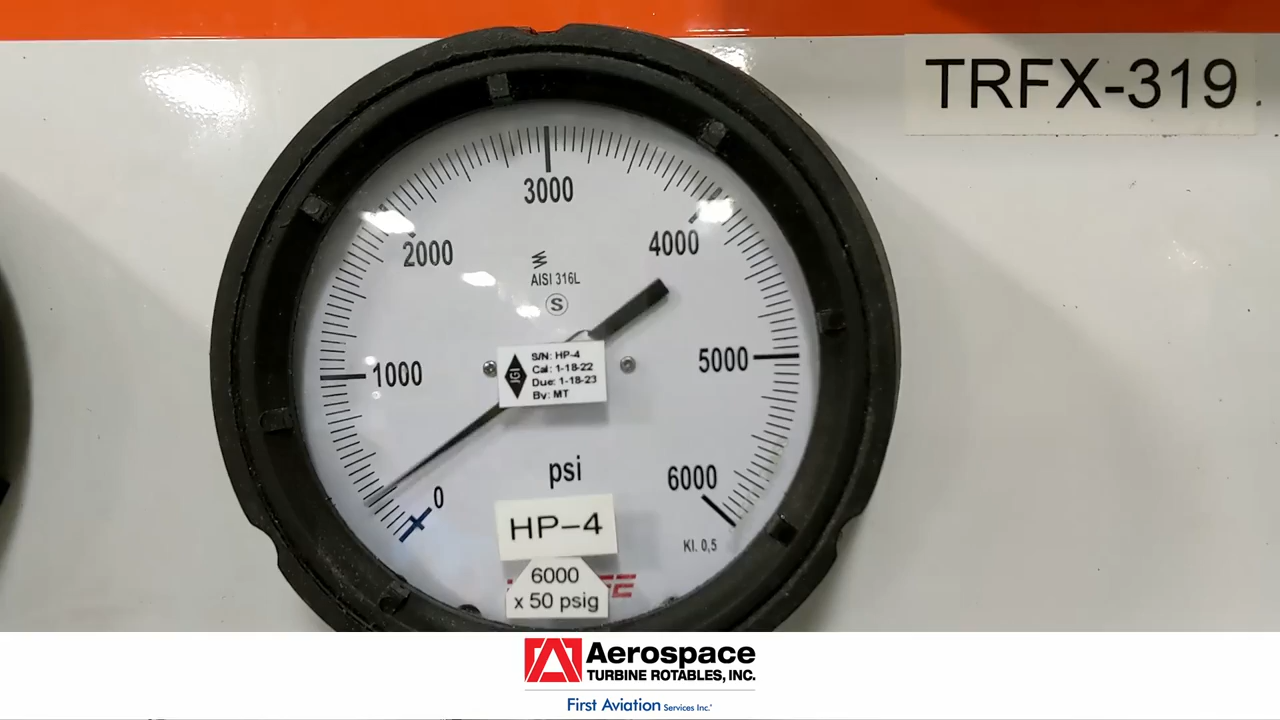 TRFX-319
3000
2000
4000
AISI 316L
S
1000
5000
IGI
S/N: HP-4
Cal: 1-18-22
Due: 1-18-23
By: MT
psi
0
6000
HP-4
Kl. 0,5
6000
x 50 psig
Aerospace
TURBINE ROTABLES, INC.
First Aviation Services Inc.